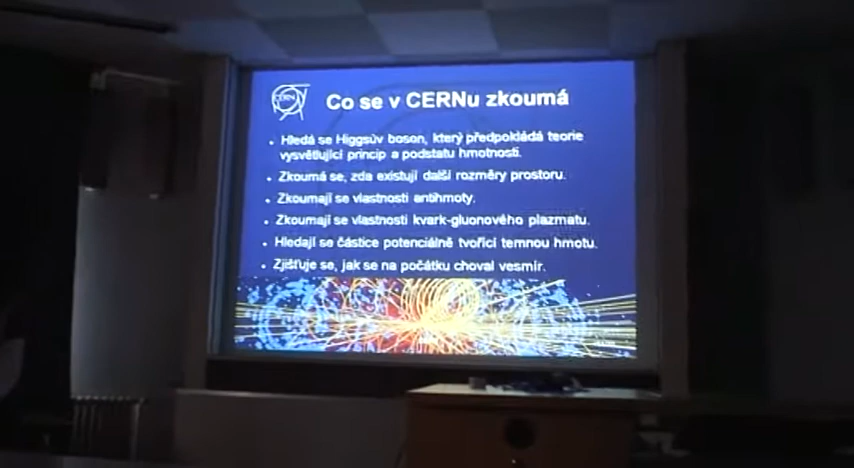 CERN
Co se v CERNu zkoumá
• Hledá se Higgsův boson, který předpokládá teorie
vysvětlující princip a podstatu hmotnosti.
• Zkoumá se, zda existují další rozměry prostoru.
• Zkoumají se vlastnosti antihmoty.
• Zkoumají se vlastnosti kvark-gluonového plazmatu.
• Hledají se částice potenciálně tvořící temnou hmotu.
• Zjišťuje se, jak se na počátku choval vesmír.